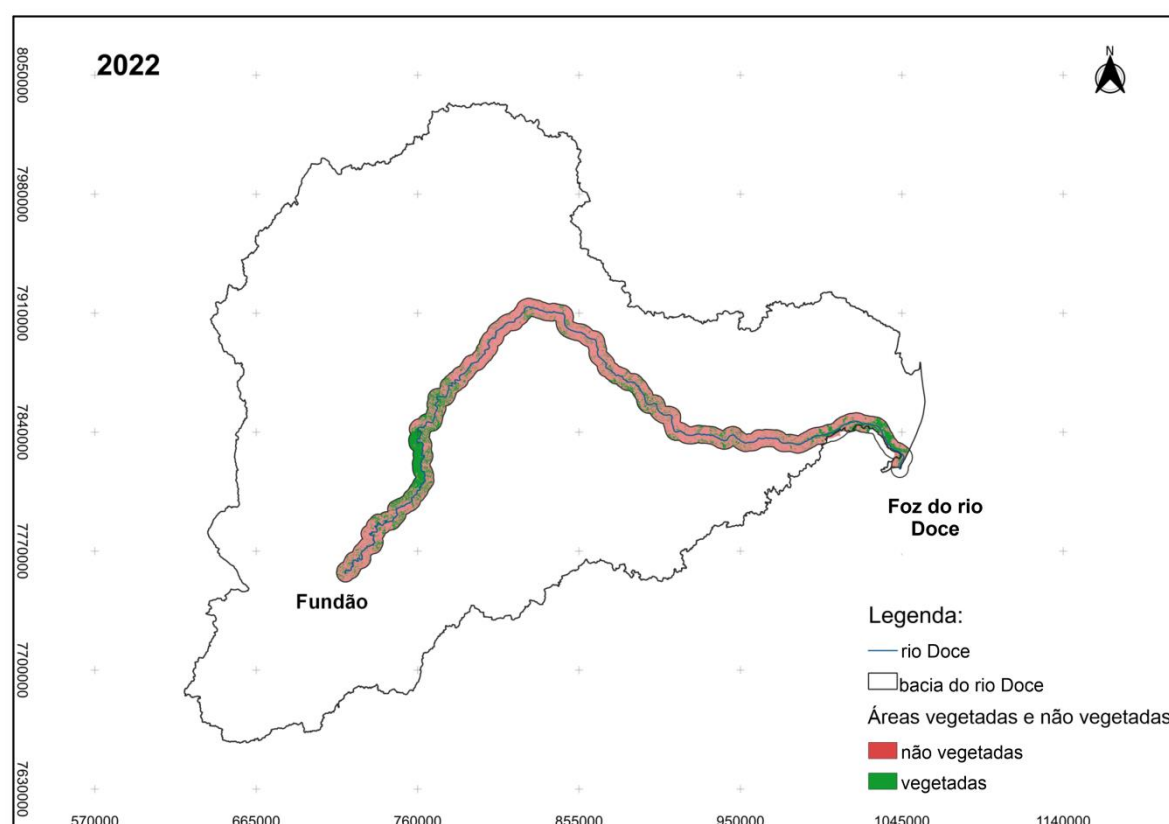 2022
N
8050000
7980000
7910000
7840000
7770000
7700000
7630000
Fundão
Foz do rio
Doce
Legenda:
rio Doce
bacia do rio Doce
Áreas vegetadas e não vegetadas
não vegetadas
vegetadas
570000 665000 760000 855000 950000 1045000 1140000